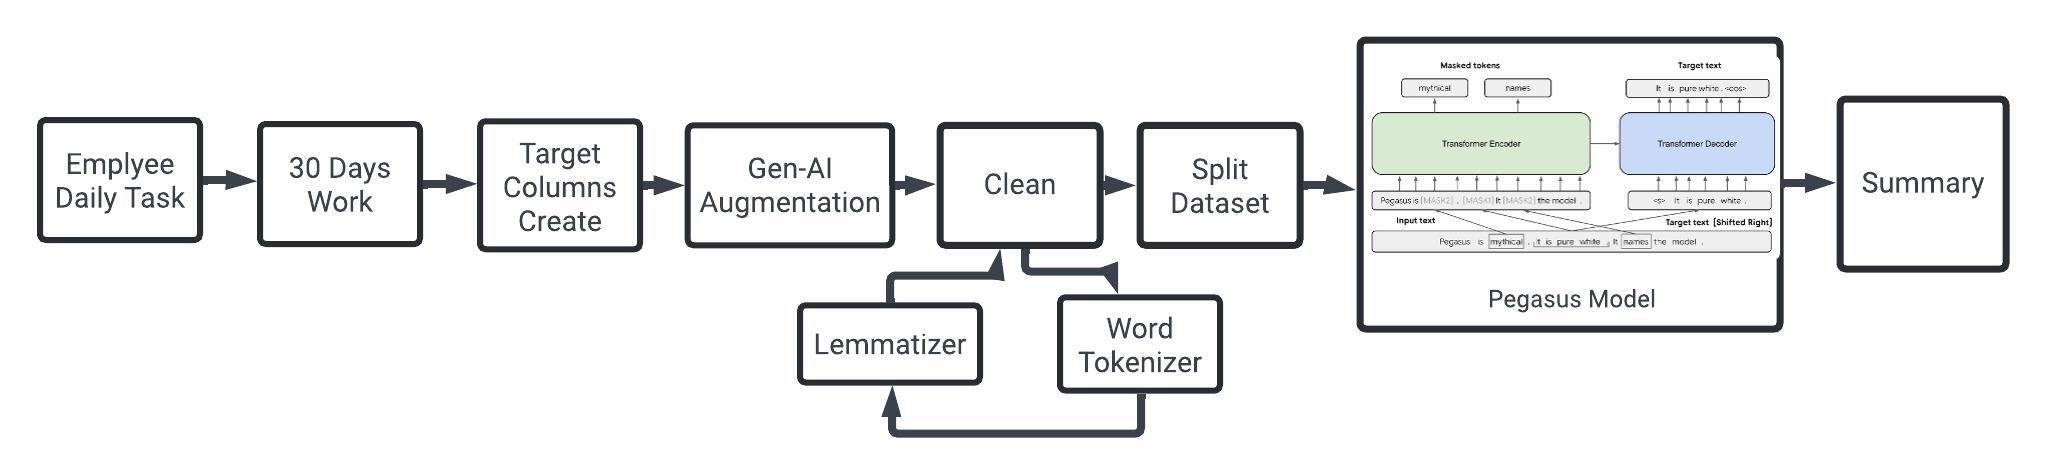 Emplyee
Daily Task
30 Days
Work
Target
Columns
Create
Gen-AI
Augmentation
Clean
Split
Dataset
Lemmatizer
Word
Tokenizer
Masked tokens
Target text
mythical
names
It is pure white . <eos>
Transformer Encoder
Transformer Decoder
Pegasus is [MASK2] . [MASK1] It [MASK2] the model .
<s> It is pure white .
Input text
Target text [Shifted Right]
Pegasus is mythical . It is pure white . It names the model .
Pegasus Model
Summary